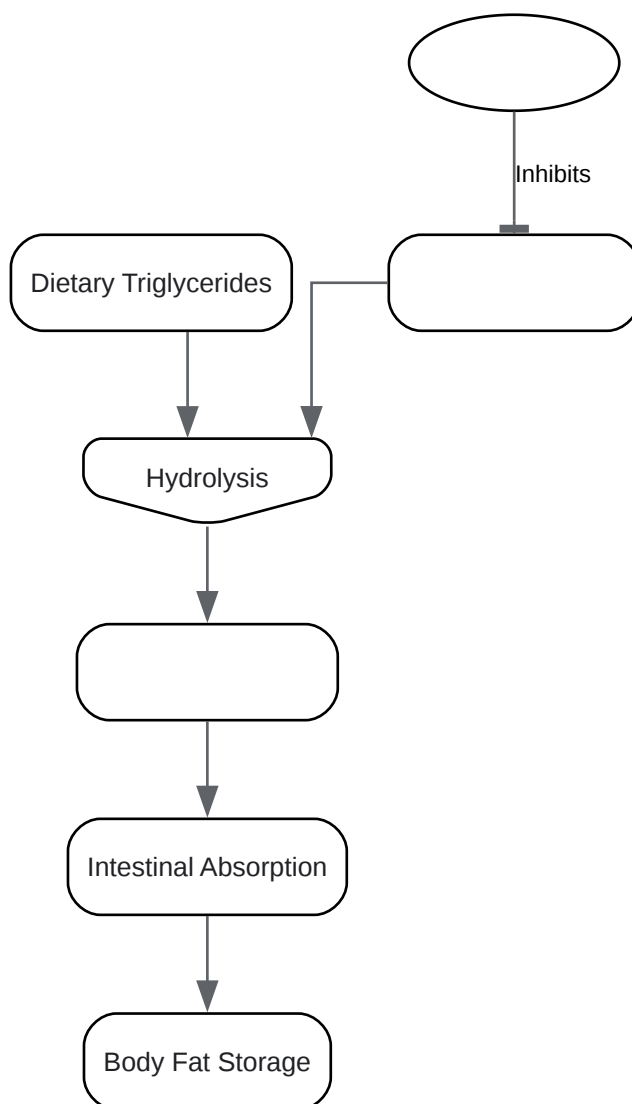 Inhibits
Dietary Triglycerides
Hydrolysis
Intestinal Absorption
Body Fat Storage